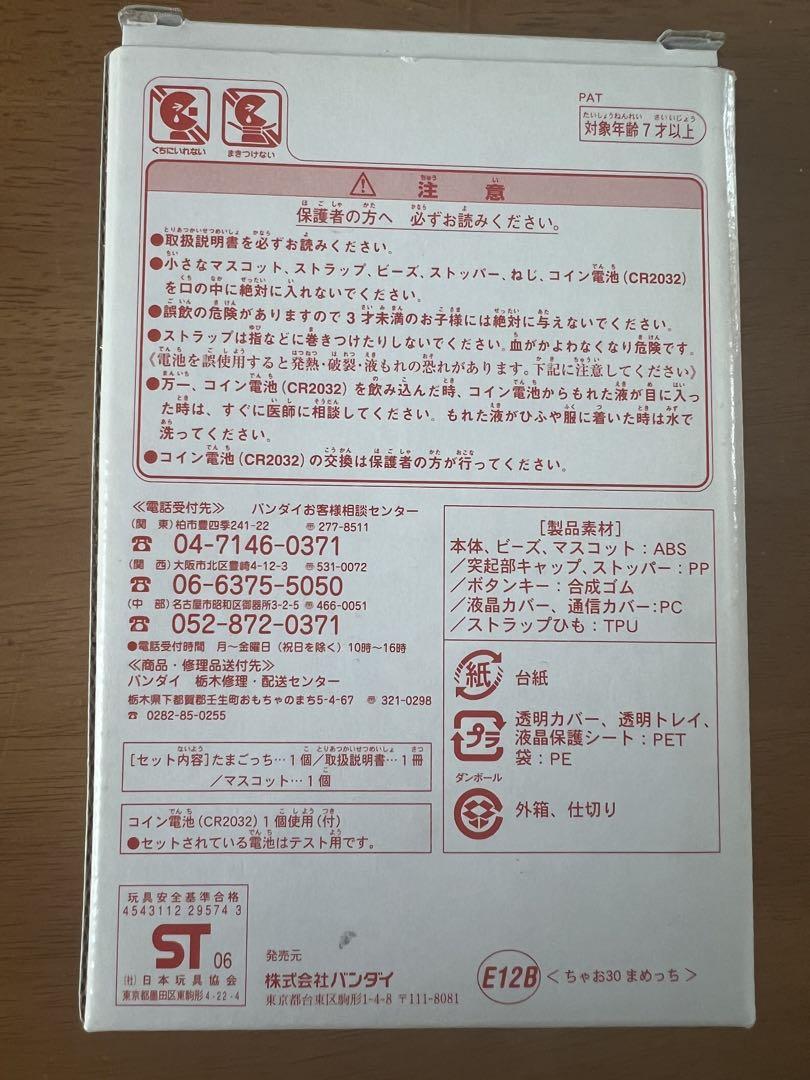 くちにいれない
まきつけない
PAT
対象年齢7才以上
たいしょうねんれい さいいじょう
⚠ 注意
ちゅう い
保護者の方へ 必ずお読みください。
●取扱説明書を必ずお読みください。
●小さなマスコット、ストラップ、ビーズ、ストッパー、ねじ、コイン電池(CR2032)
を口の中に絶対に入れないでください。
●誤飲の危険がありますので3才未満のお子様には絶対に与えないでください。
●ストラップは指などに巻きつけたりしないでください。血がかよわなくなり危険です。
《電池を誤使用すると発熱・破裂・液もれの恐れがあります。下記に注意してください》
●万一、コイン電池(CR2032)を飲み込んだ時、コイン電池からもれた液が目に入っ
た時は、すぐに医師に相談してください。もれた液がひふや服に着いた時は水で
洗ってください。
●コイン電池(CR2032)の交換は保護者の方が行ってください。
≪電話受付先≫ バンダイお客様相談センター
(関 東)柏市豊四季241-22 〒277-8511
☎ 04-7146-0371
(関 西)大阪市北区豊崎4-12-3 〒531-0072
☎ 06-6375-5050
(中 部)名古屋市昭和区御器所3-2-5 〒466-0051
☎ 052-872-0371
●電話受付時間 月〜金曜日(祝日を除く)10時〜16時
≪商品・修理品送付先≫
バンダイ 栃木修理・配送センター
栃木県下都賀郡壬生町おもちゃのまち5-4-67 〒321-0298
☎ 0282-85-0255
[セット内容]たまごっち…1個/取扱説明書…1冊
/マスコット…1個
コイン電池(CR2032)1個使用(付)
●セットされている電池はテスト用です。
[製品素材]
本体、ビーズ、マスコット:ABS
/突起部キャップ、ストッパー:PP
/ボタンキー:合成ゴム
/液晶カバー、通信カバー:PC
/ストラップひも:TPU
紙 台紙
プラ 透明カバー、透明トレイ、
液晶保護シート:PET
袋:PE
ダンボール
外箱、仕切り
玩具安全基準合格
4543112 29574 3
ST 06
(社)日本玩具協会
東京都墨田区東駒形4-22-4
発売元
株式会社バンダイ
東京都台東区駒形1-4-8 〒111-8081
E12B <ちゃお30 まめっち>